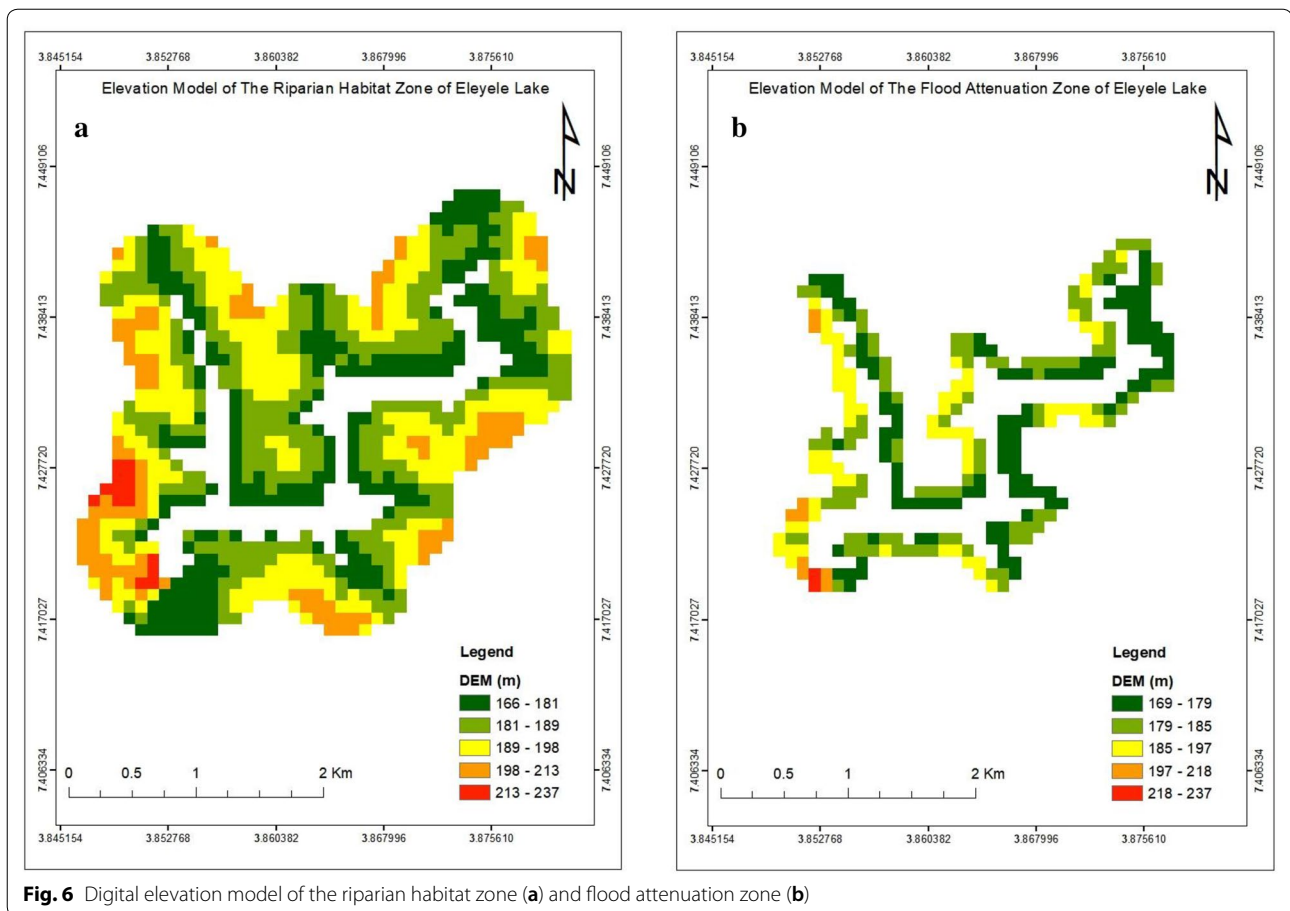 3.845154 3.852768 3.860382 3.867996 3.875610
Elevation Model of The Riparian Habitat Zone of Eleyele Lake
a
N
7.449106 7.449106
7.438413 7.438413
7.427720 7.427720
7.417027 7.417027
7.406334 7.406334
Legend
DEM (m)
166 - 181
181 - 189
189 - 198
198 - 213
213 - 237
0 0.5 1 2 Km
3.845154 3.852768 3.860382 3.867996 3.875610
3.845154 3.852768 3.860382 3.867996 3.875610
Elevation Model of The Flood Attenuation Zone of Eleyele Lake
b
N
7.449106 7.449106
7.438413 7.438413
7.427720 7.427720
7.417027 7.417027
7.406334 7.406334
Legend
DEM (m)
169 - 179
179 - 185
185 - 197
197 - 218
218 - 237
0 0.5 1 2 Km
3.845154 3.852768 3.860382 3.867996 3.875610
Fig. 6 Digital elevation model of the riparian habitat zone (a) and flood attenuation zone (b)